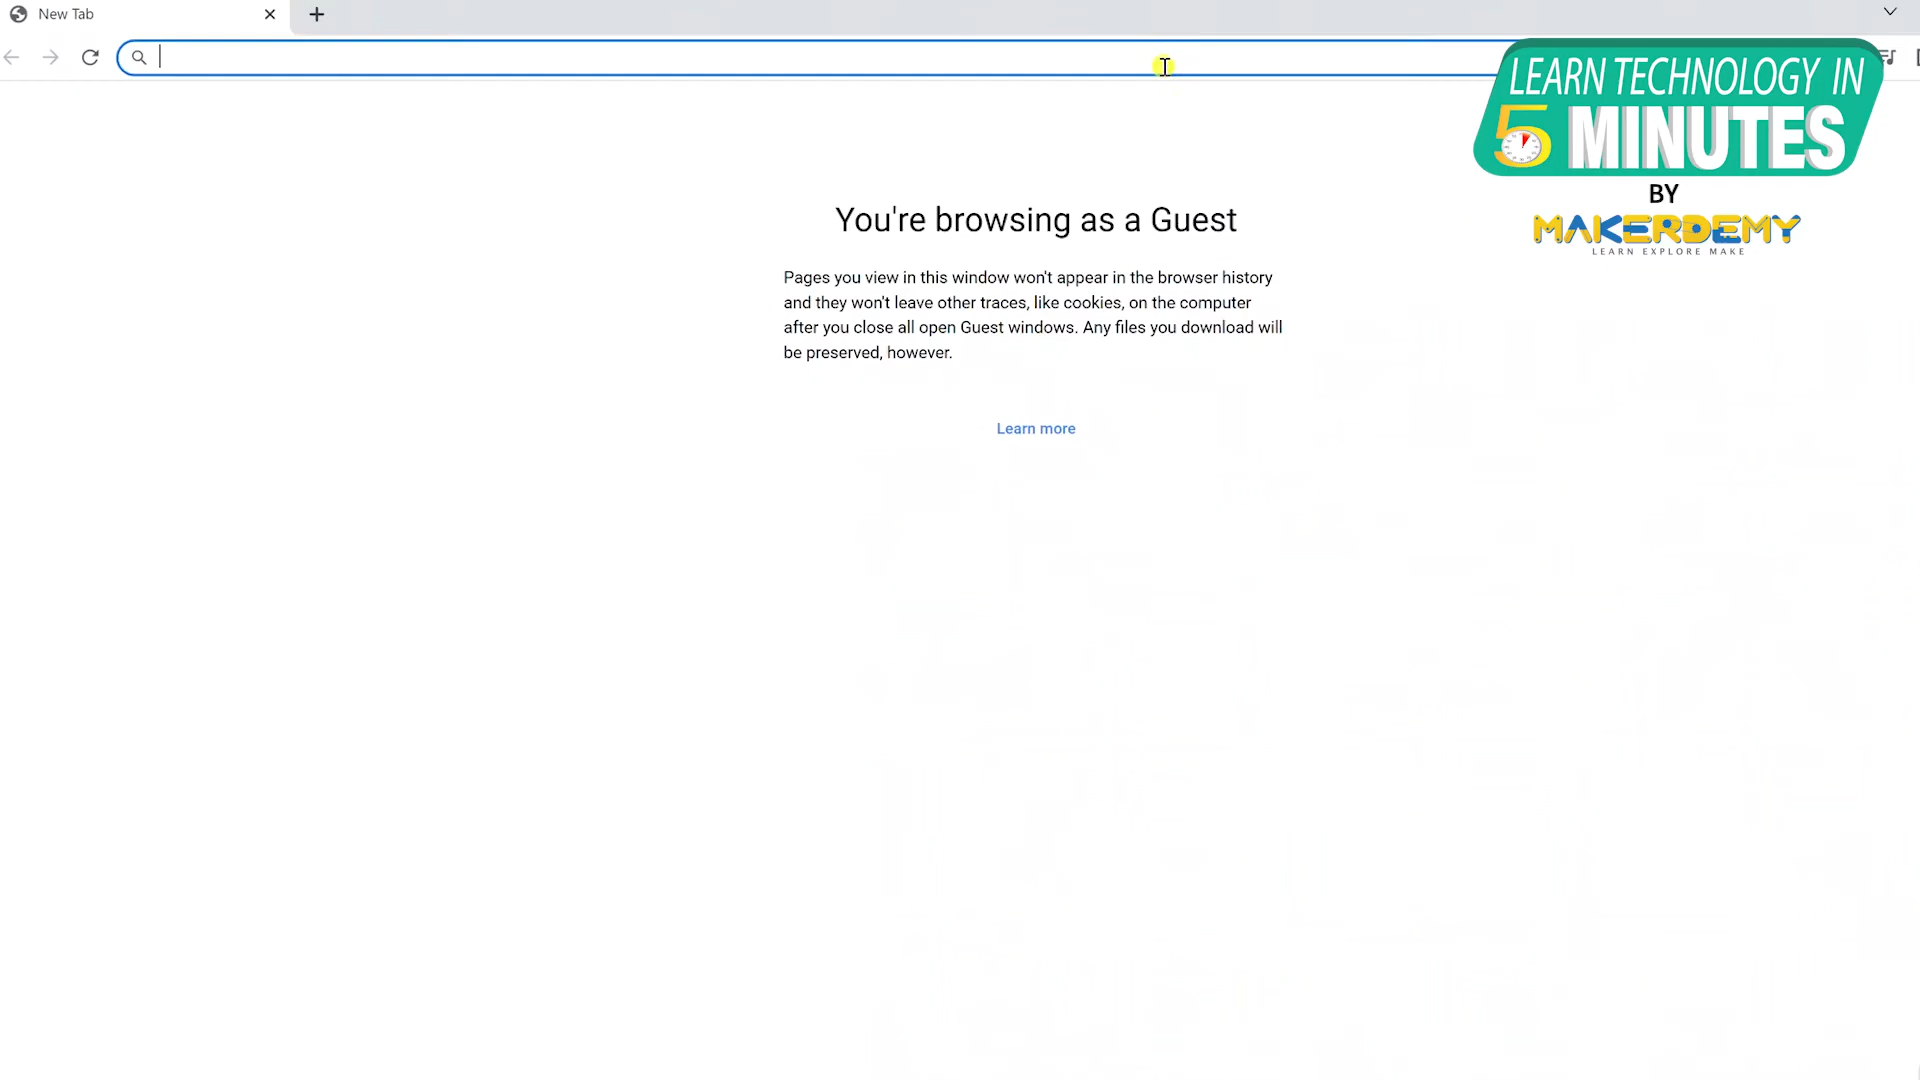 New Tab
LEARN TECHNOLOGY IN
5 MINUTES
BY
MAKERDEMY
LEARN EXPLORE MAKE
You're browsing as a Guest
Pages you view in this window won't appear in the browser history
and they won't leave other traces, like cookies, on the computer
after you close all open Guest windows. Any files you download will
be preserved, however.
Learn more